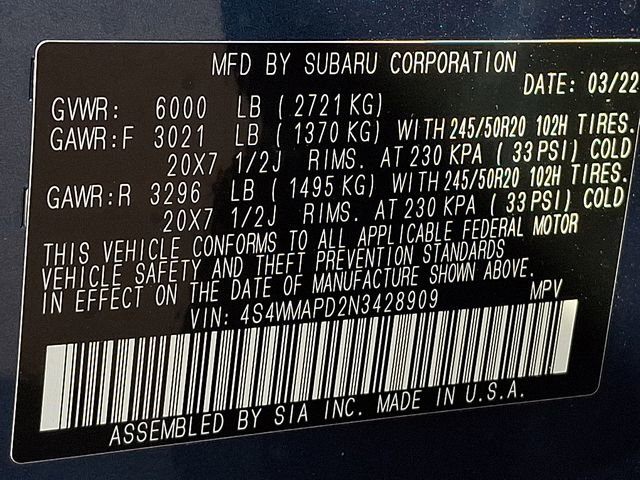 MFD BY SUBARU CORPORATION
DATE: 03/22
GVWR: 6000 LB (2721 KG)
GAWR:F 3021 LB (1370 KG) WITH 245/50R20 102H TIRES.
20X7 1/2J RIMS. AT 230 KPA (33 PSI) COLD
GAWR:R 3296 LB (1495 KG) WITH 245/50R20 102H TIRES.
20X7 1/2J RIMS. AT 230 KPA (33 PSI) COLD
THIS VEHICLE CONFORMS TO ALL APPLICABLE FEDERAL MOTOR
VEHICLE SAFETY AND THEFT PREVENTION STANDARDS
IN EFFECT ON THE DATE OF MANUFACTURE SHOWN ABOVE.
VIN: 4S4WMAPD2N3428909 MPV
ASSEMBLED BY SIA INC. MADE IN U.S.A.